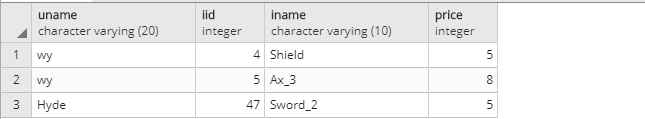 uname iid iname price
character varying (20) integer character varying (10) integer
1 wy 4 Shield 5
2 wy 5 Ax_3 8
3 Hyde 47 Sword_2 5